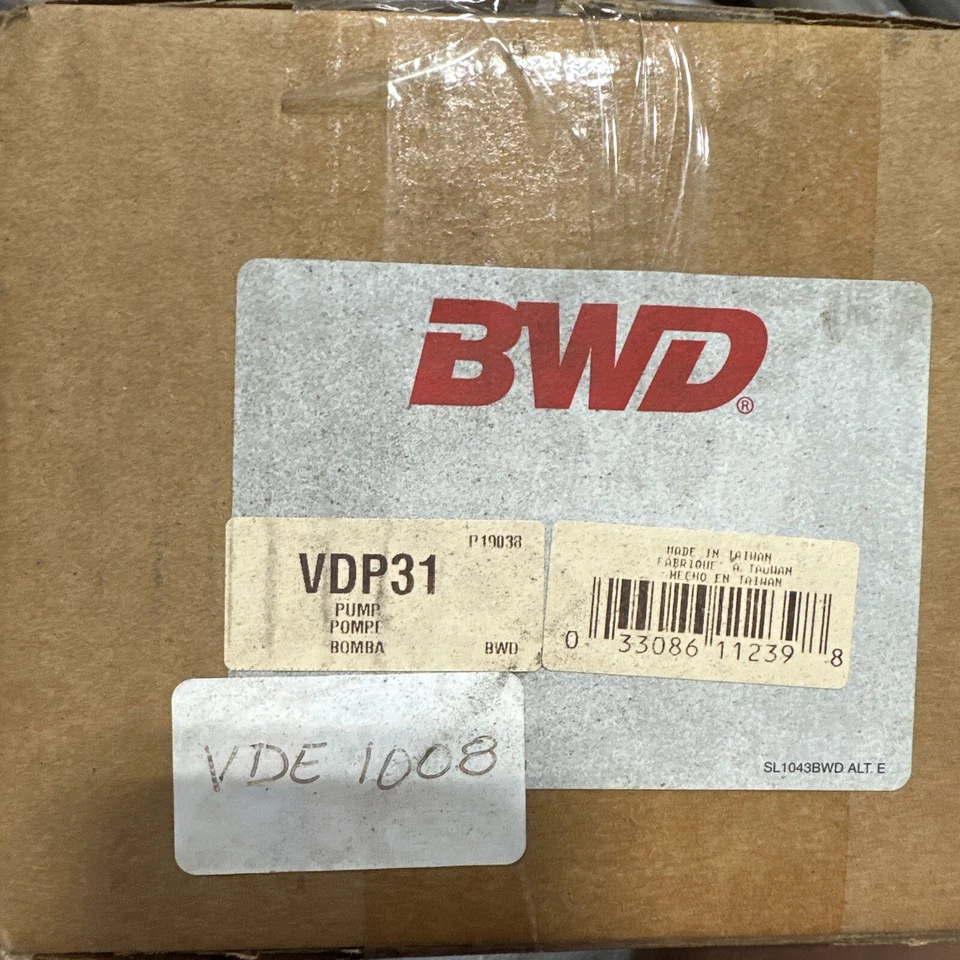 BWD®
P19038
VDP31
PUMP
POMPE
BOMBA BWD
MADE IN TAIWAN
FABRIQUE' A TAIWAN
HECHO EN TAIWAN
0 33086 11239 8
VDE 1008
SL1043BWD ALT. E